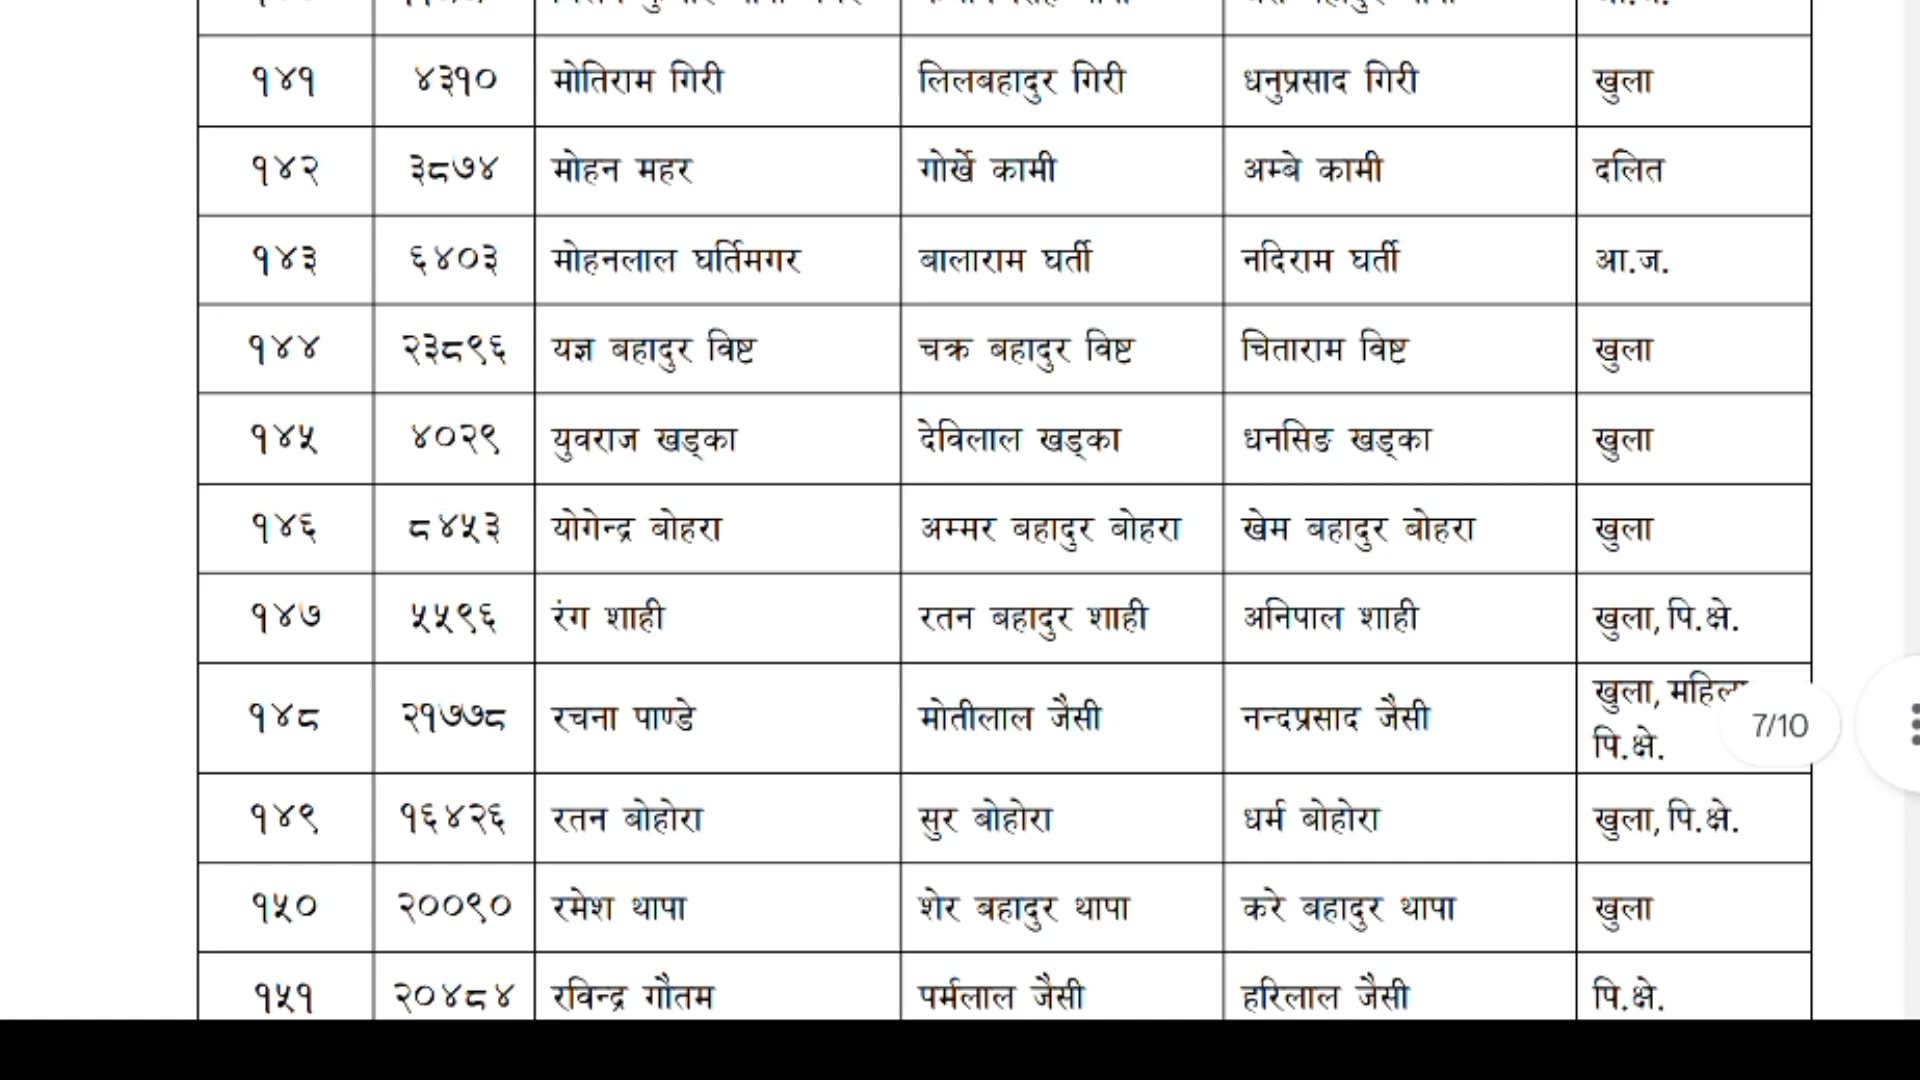 १४१ ४३१० मोतिराम गिरी लिलबहादुर गिरी धनुप्रसाद गिरी खुला
१४२ ३८७४ मोहन महर गोर्खे कामी अम्बे कामी दलित
१४३ ६४०३ मोहनलाल घर्तिमगर बालाराम घर्ती नदिराम घर्ती आ.ज.
१४४ २३८९६ यज्ञ बहादुर विष्ट चक्र बहादुर विष्ट चिताराम विष्ट खुला
१४५ ४०२९ युवराज खड्का देविलाल खड्का धनसिङ खड्का खुला
१४६ ८४५३ योगेन्द्र बोहरा अम्मर बहादुर बोहरा खेम बहादुर बोहरा खुला
१४७ ५५९६ रंग शाही रतन बहादुर शाही अनिपाल शाही खुला, पि.क्षे.
१४८ २१७७८ रचना पाण्डे मोतीलाल जैसी नन्दप्रसाद जैसी खुला, महिला
पि.क्षे.
7/10
१४९ १६४२६ रतन बोहोरा सुर बोहोरा धर्म बोहोरा खुला, पि.क्षे.
१५० २००९० रमेश थापा शेर बहादुर थापा करे बहादुर थापा खुला
१५१ २०४८४ रविन्द्र गौतम पर्मलाल जैसी हरिलाल जैसी पि.क्षे.